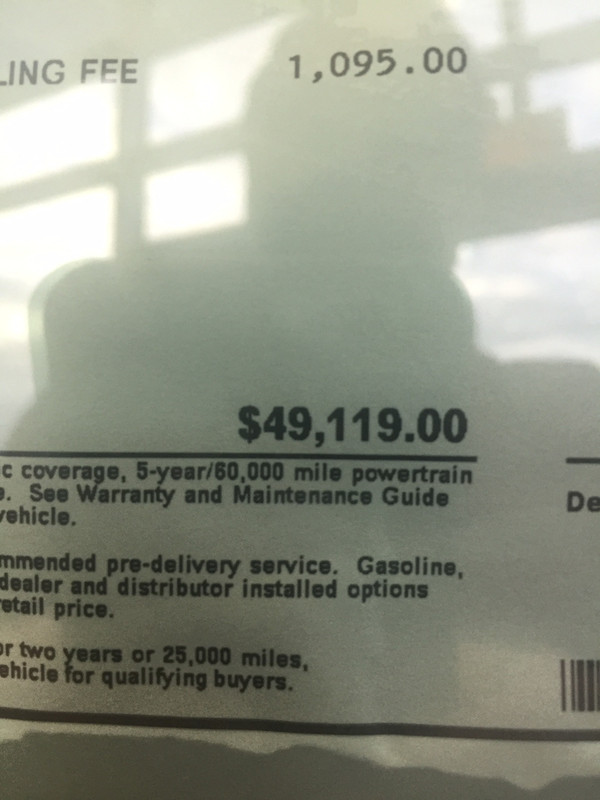 LING FEE 1,095.00
$49,119.00
c coverage, 5-year/60,000 mile powertrain
e. See Warranty and Maintenance Guide
vehicle.
De
mmended pre-delivery service. Gasoline,
dealer and distributor installed options
etail price.
or two years or 25,000 miles,
ehicle for qualifying buyers.